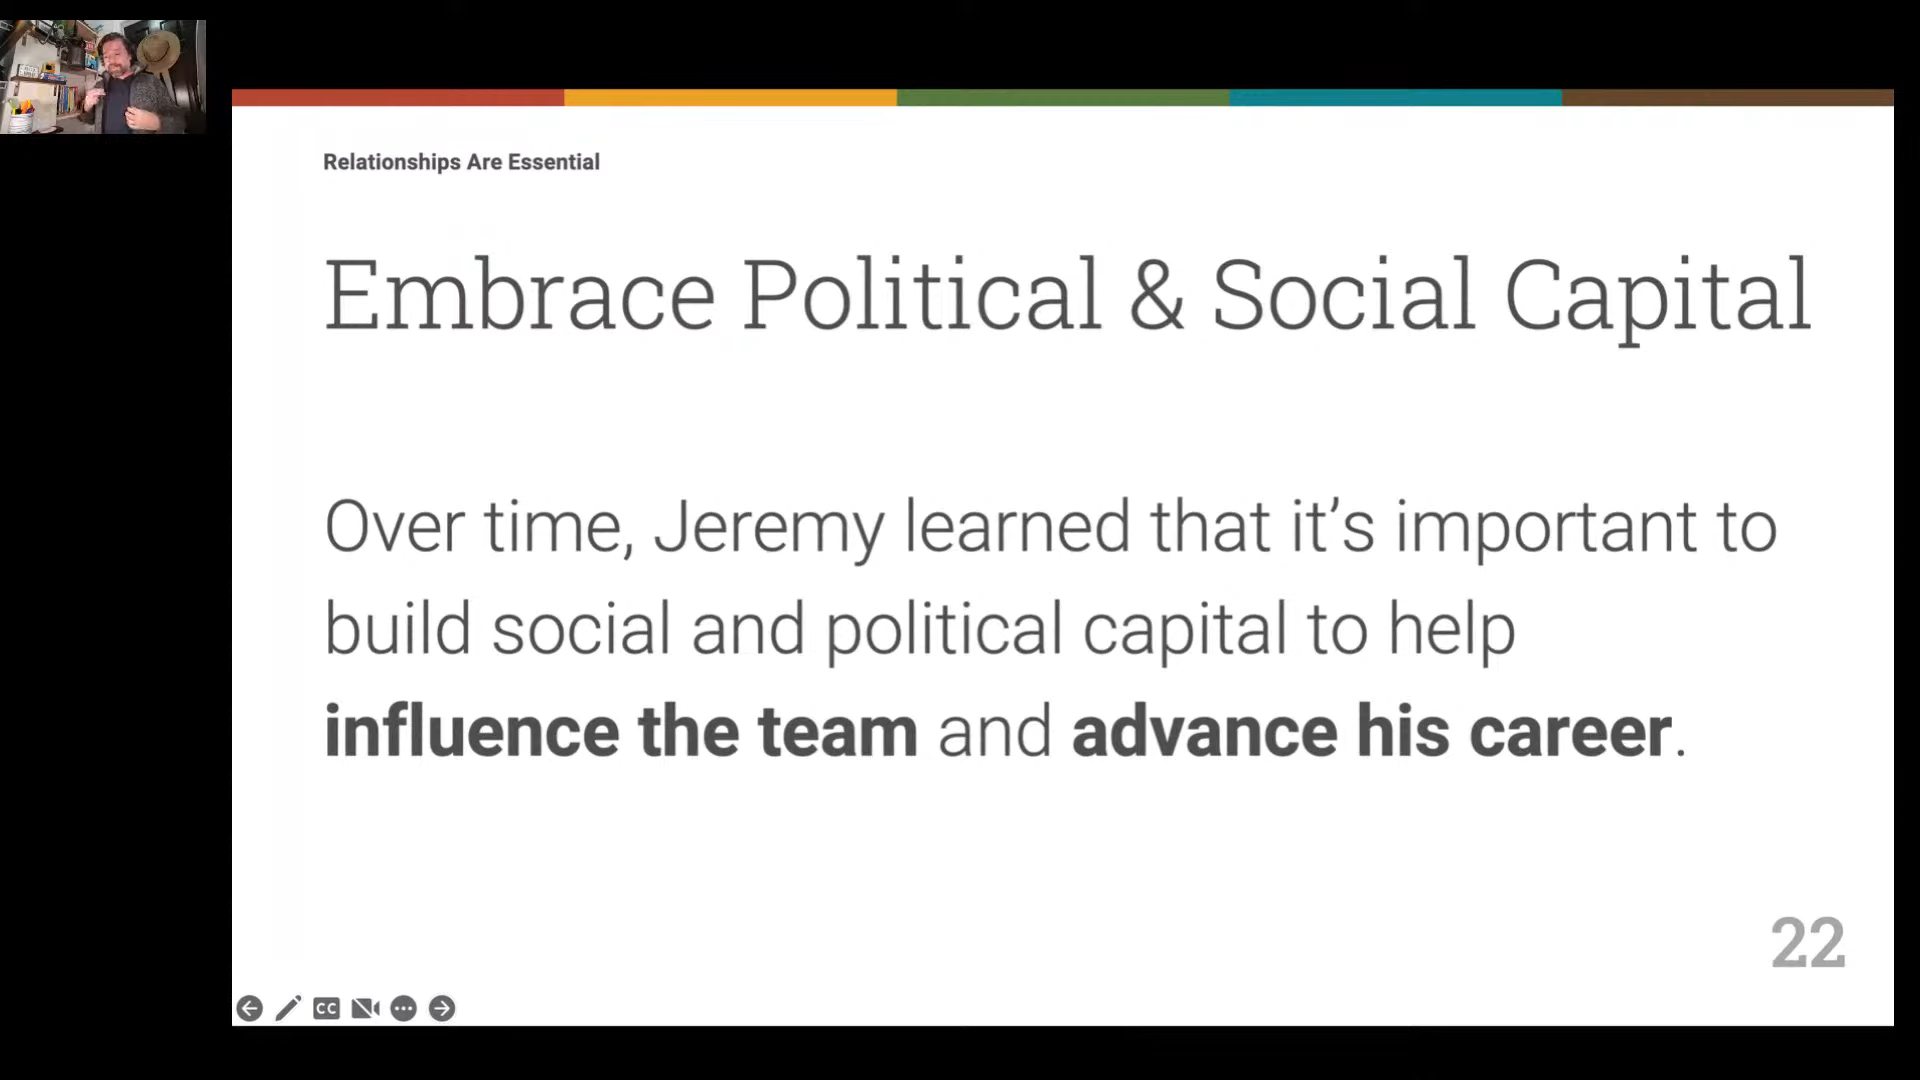 Relationships Are Essential
Embrace Political & Social Capital
Over time, Jeremy learned that it’s important to
build social and political capital to help
influence the team and advance his career.
22
CC